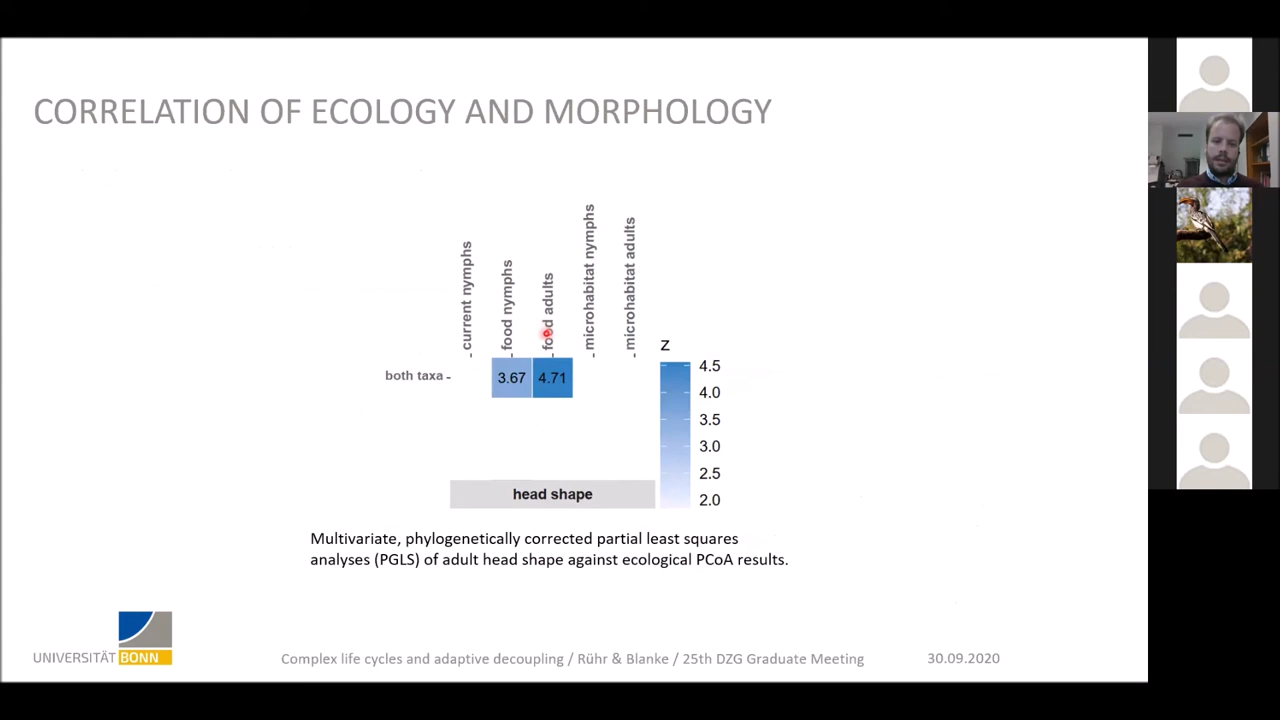 CORRELATION OF ECOLOGY AND MORPHOLOGY
current nymphs
food nymphs
food adults
microhabitat nymphs
microhabitat adults
both taxa
3.67 4.71
z
4.5
4.0
3.5
3.0
2.5
2.0
head shape
Multivariate, phylogenetically corrected partial least squares
analyses (PGLS) of adult head shape against ecological PCoA results.
UNIVERSITÄT BONN
Complex life cycles and adaptive decoupling / Rühr & Blanke / 25th DZG Graduate Meeting
30.09.2020